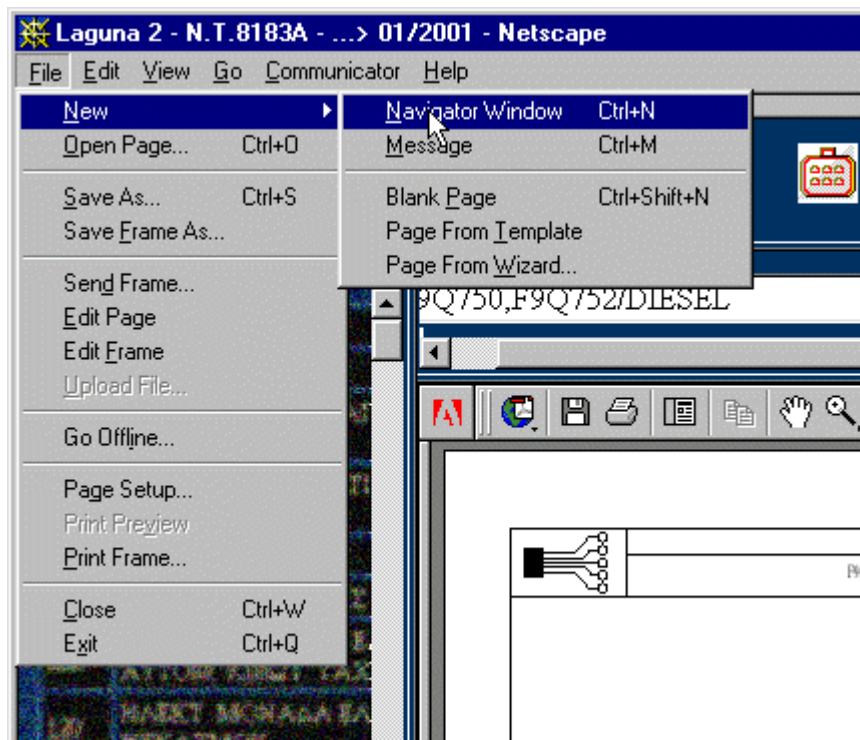 Laguna 2 - N.T.8183A - ...> 01/2001 - Netscape
File Edit View Go Communicator Help
New
Open Page... Ctrl+O
Save As... Ctrl+S
Save Frame As...
Send Frame...
Edit Page
Edit Frame
Upload File...
Go Offline...
Page Setup...
Print Preview
Print Frame...
Close Ctrl+W
Exit Ctrl+Q
Navigator Window Ctrl+N
Message Ctrl+M
Blank Page Ctrl+Shift+N
Page From Template
Page From Wizard...
9Q750,F9Q752/DIESEL